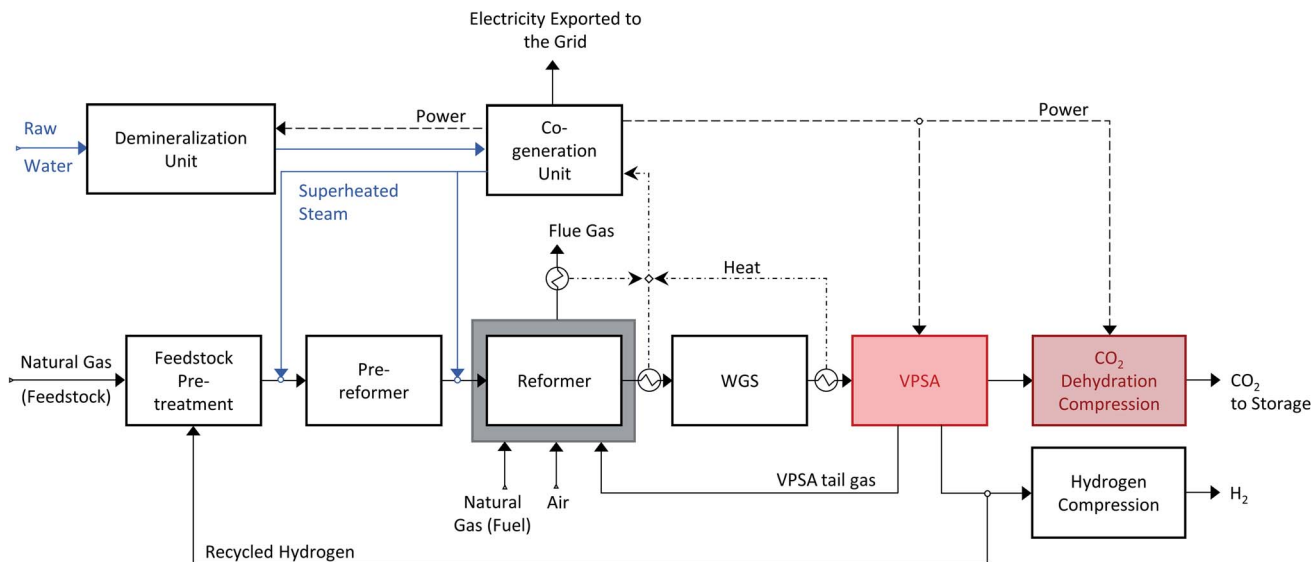 Electricity Exported to
the Grid
Raw
Water
Demineralization
Unit
Power
Co-
generation
Unit
Power
Superheated
Steam
Flue Gas
Heat
Natural Gas
(Feedstock)
Feedstock
Pre-
treatment
Pre-
reformer
Reformer
WGS
VPSA
CO2
Dehydration
Compression
CO2
to Storage
VPSA tail gas
Natural
Gas (Fuel)
Air
Hydrogen
Compression
H2
Recycled Hydrogen